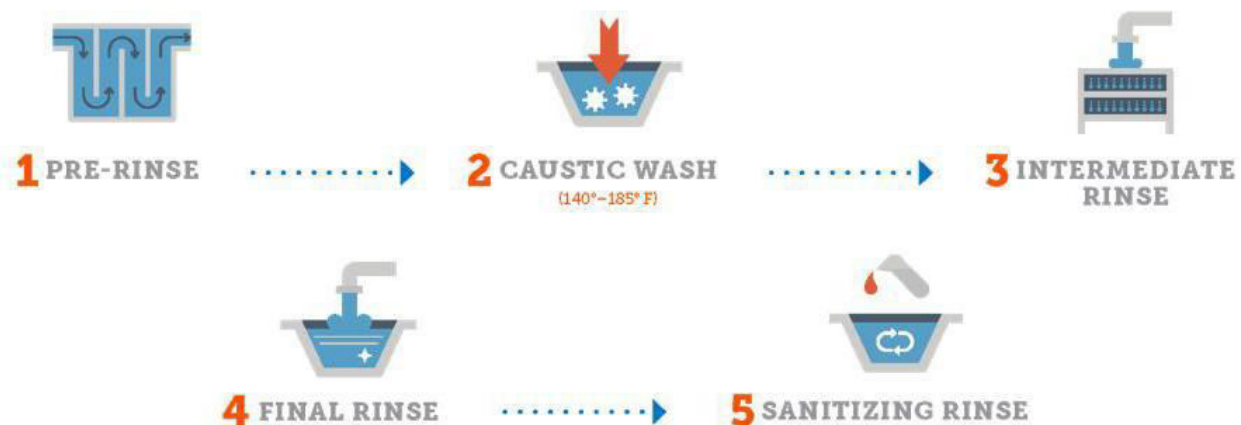 1 PRE-RINSE
2 CAUSTIC WASH
(140°–185° F)
3 INTERMEDIATE
RINSE
4 FINAL RINSE
5 SANITIZING RINSE